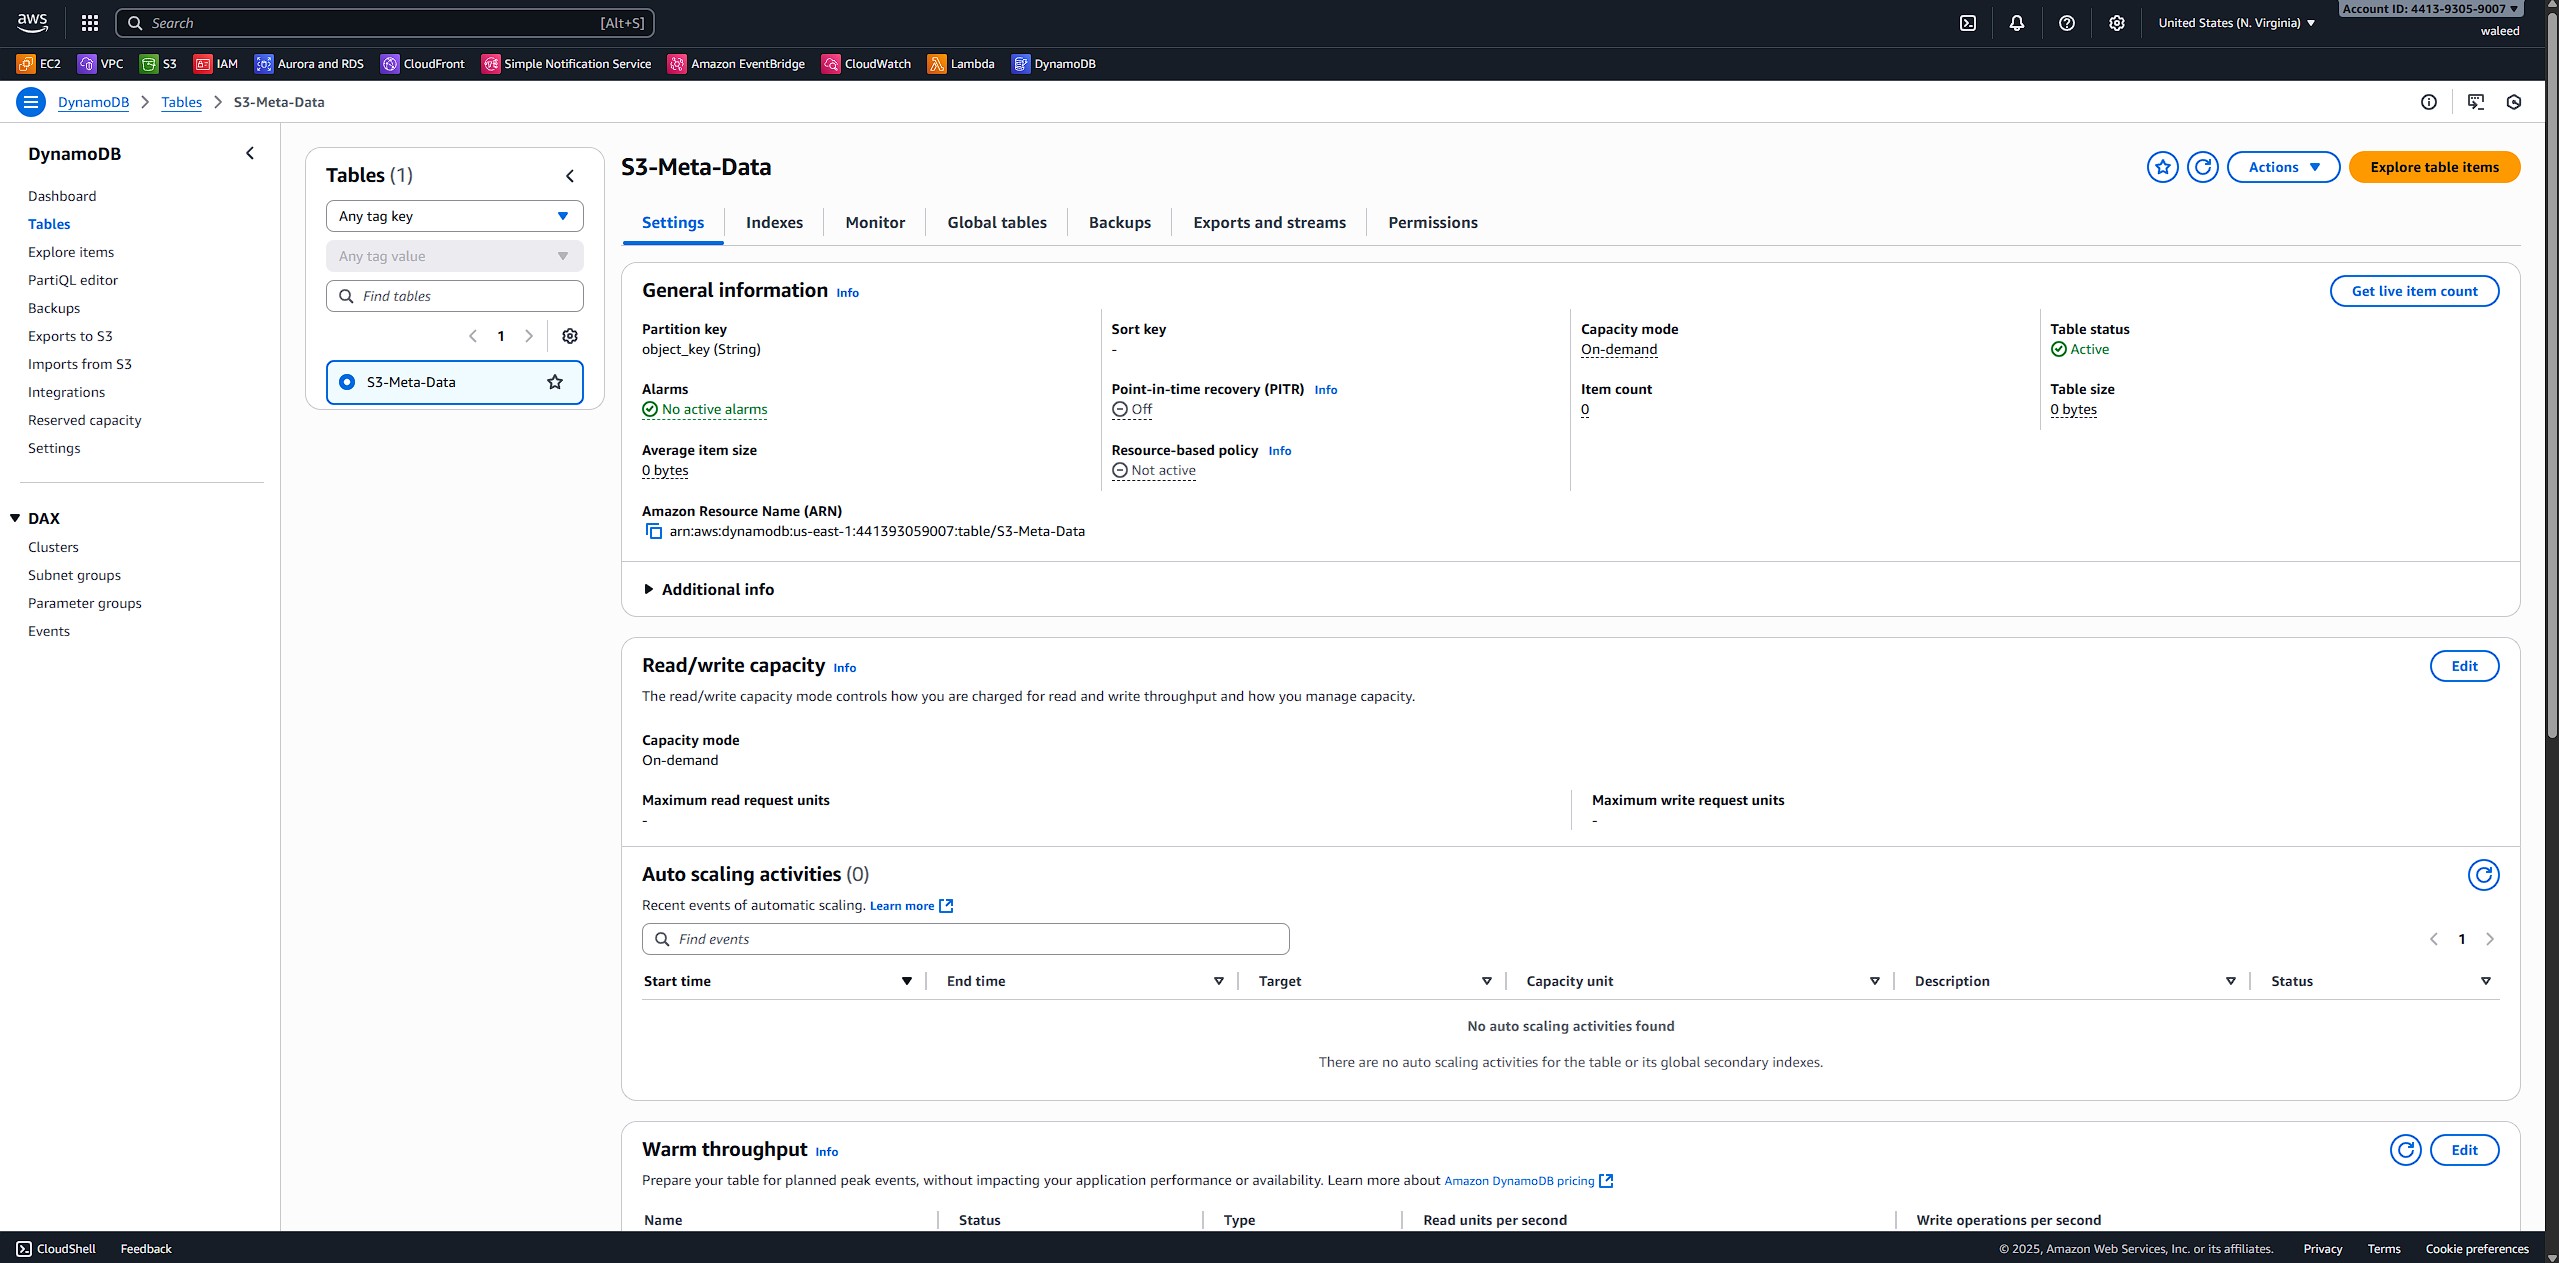 aws
Search [Alt+S]
United States (N. Virginia)
Account ID: 4413-9305-9007
waleed
EC2 VPC S3 IAM Aurora and RDS CloudFront Simple Notification Service Amazon EventBridge CloudWatch Lambda DynamoDB
DynamoDB Tables S3-Meta-Data
DynamoDB
Dashboard
Tables
Explore items
PartiQL editor
Backups
Exports to S3
Imports from S3
Integrations
Reserved capacity
Settings
DAX
Clusters
Subnet groups
Parameter groups
Events
Tables (1)
Any tag key
Any tag value
Find tables
1
S3-Meta-Data
S3-Meta-Data
Actions
Explore table items
Settings Indexes Monitor Global tables Backups Exports and streams Permissions
General information Info
Get live item count
Partition key
object_key (String)
Sort key
-
Capacity mode
On-demand
Table status
Active
Alarms
No active alarms
Point-in-time recovery (PITR) Info
Off
Item count
0
Table size
0 bytes
Average item size
0 bytes
Resource-based policy Info
Not active
Amazon Resource Name (ARN)
arn:aws:dynamodb:us-east-1:441393059007:table/S3-Meta-Data
Additional info
Read/write capacity Info
Edit
The read/write capacity mode controls how you are charged for read and write throughput and how you manage capacity.
Capacity mode
On-demand
Maximum read request units
-
Maximum write request units
-
Auto scaling activities (0)
Recent events of automatic scaling. Learn more
Find events
1
Start time End time Target Capacity unit Description Status
No auto scaling activities found
There are no auto scaling activities for the table or its global secondary indexes.
Warm throughput Info
Edit
Prepare your table for planned peak events, without impacting your application performance or availability. Learn more about Amazon DynamoDB pricing
Name Status Type Read units per second Write operations per second
CloudShell Feedback
© 2025, Amazon Web Services, Inc. or its affiliates. Privacy Terms Cookie preferences